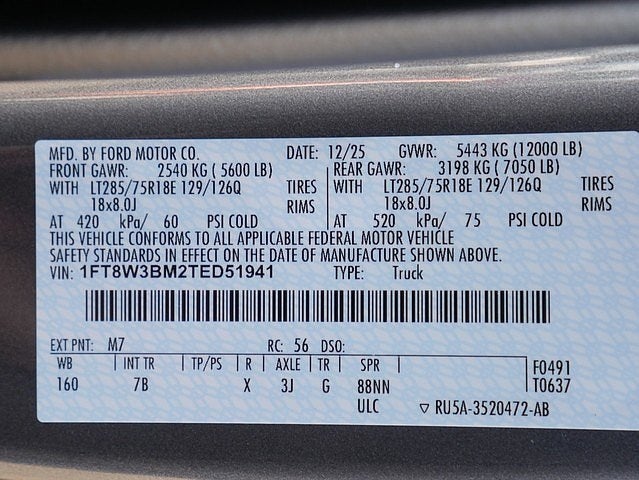 MFD. BY FORD MOTOR CO. DATE: 12/25 GVWR: 5443 KG (12000 LB)
FRONT GAWR: 2540 KG ( 5600 LB) REAR GAWR: 3198 KG ( 7050 LB)
WITH LT285/75R18E 129/126Q TIRES WITH LT285/75R18E 129/126Q TIRES
18x8.0J RIMS 18x8.0J RIMS
AT 420 kPa/ 60 PSI COLD AT 520 kPa/ 75 PSI COLD
THIS VEHICLE CONFORMS TO ALL APPLICABLE FEDERAL MOTOR VEHICLE
SAFETY STANDARDS IN EFFECT ON THE DATE OF MANUFACTURE SHOWN ABOVE.
VIN: 1FT8W3BM2TED51941 TYPE: Truck
EXT PNT: M7 RC: 56 DSO:
WB INT TR TP/PS R AXLE TR SPR F0491
160 7B X 3J G 88NN T0637
ULC ▽ RU5A-3520472-AB